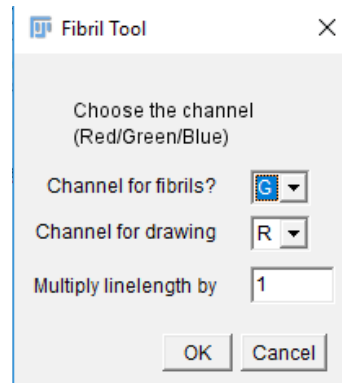 Fibril Tool
Choose the channel
(Red/Green/Blue)
Channel for fibrils? G
Channel for drawing R
Multiply linelength by 1
OK Cancel